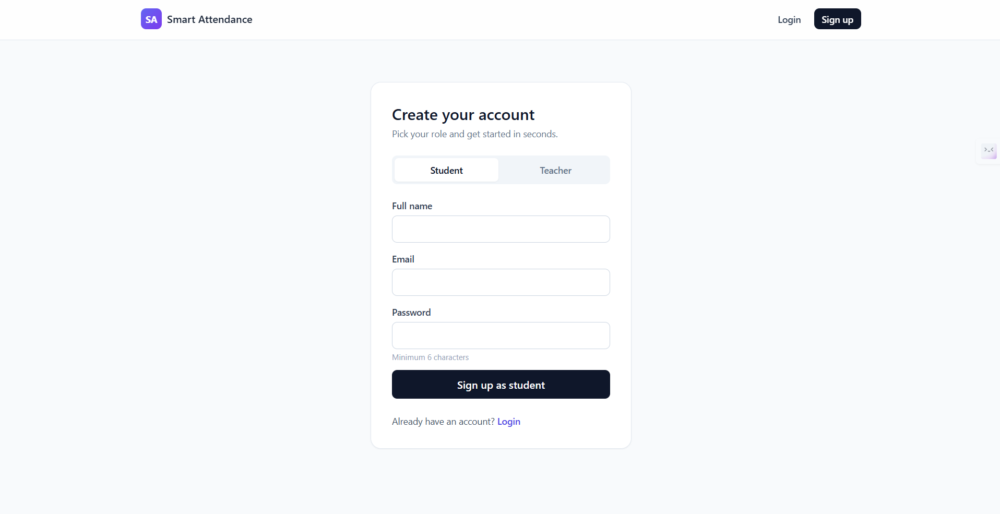 SA Smart Attendance
Login
Sign up
Create your account
Pick your role and get started in seconds.
Student
Teacher
Full name
Email
Password
Minimum 6 characters
Sign up as student
Already have an account? Login